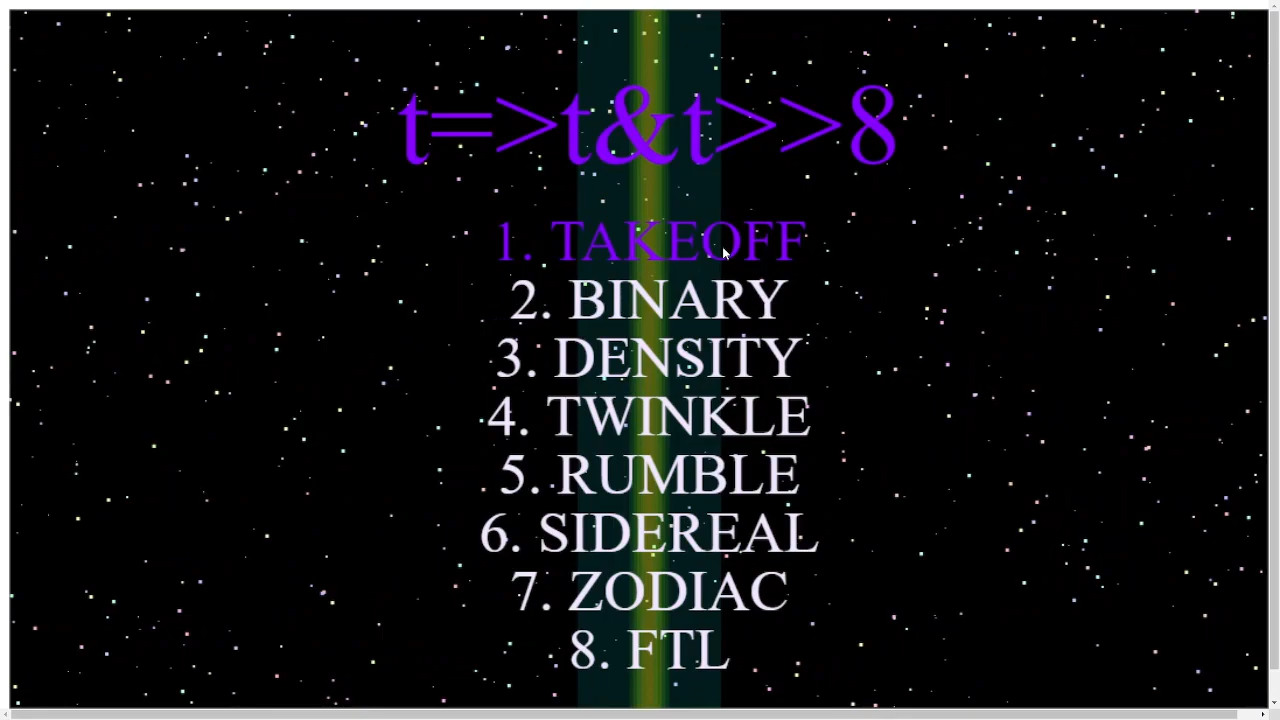 t=>t&t>>8
1. TAKEOFF
2. BINARY
3. DENSITY
4. TWINKLE
5. RUMBLE
6. SIDEREAL
7. ZODIAC
8. FTL